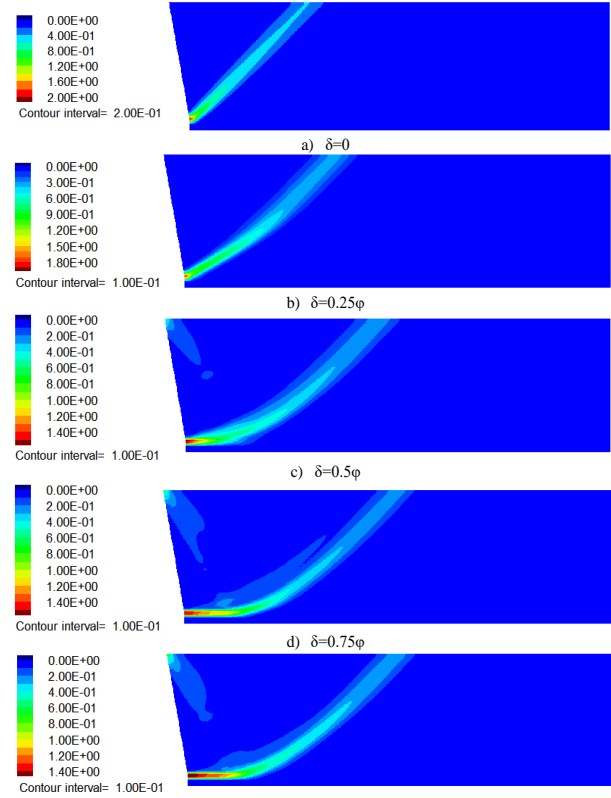 0.00E+00
4.00E-01
8.00E-01
1.20E+00
1.60E+00
2.00E+00
Contour interval= 2.00E-01
a) δ=0
0.00E+00
3.00E-01
6.00E-01
9.00E-01
1.20E+00
1.50E+00
1.80E+00
Contour interval= 1.00E-01
b) δ=0.25φ
0.00E+00
2.00E-01
4.00E-01
6.00E-01
8.00E-01
1.00E+00
1.20E+00
1.40E+00
Contour interval= 1.00E-01
c) δ=0.5φ
0.00E+00
2.00E-01
4.00E-01
6.00E-01
8.00E-01
1.00E+00
1.20E+00
1.40E+00
Contour interval= 1.00E-01
d) δ=0.75φ
0.00E+00
2.00E-01
4.00E-01
6.00E-01
8.00E-01
1.00E+00
1.20E+00
1.40E+00
Contour interval= 1.00E-01